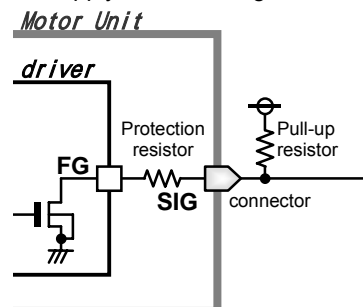 Motor Unit
driver
Protection
resistor
Pull-up
resistor
FG
SIG
connector